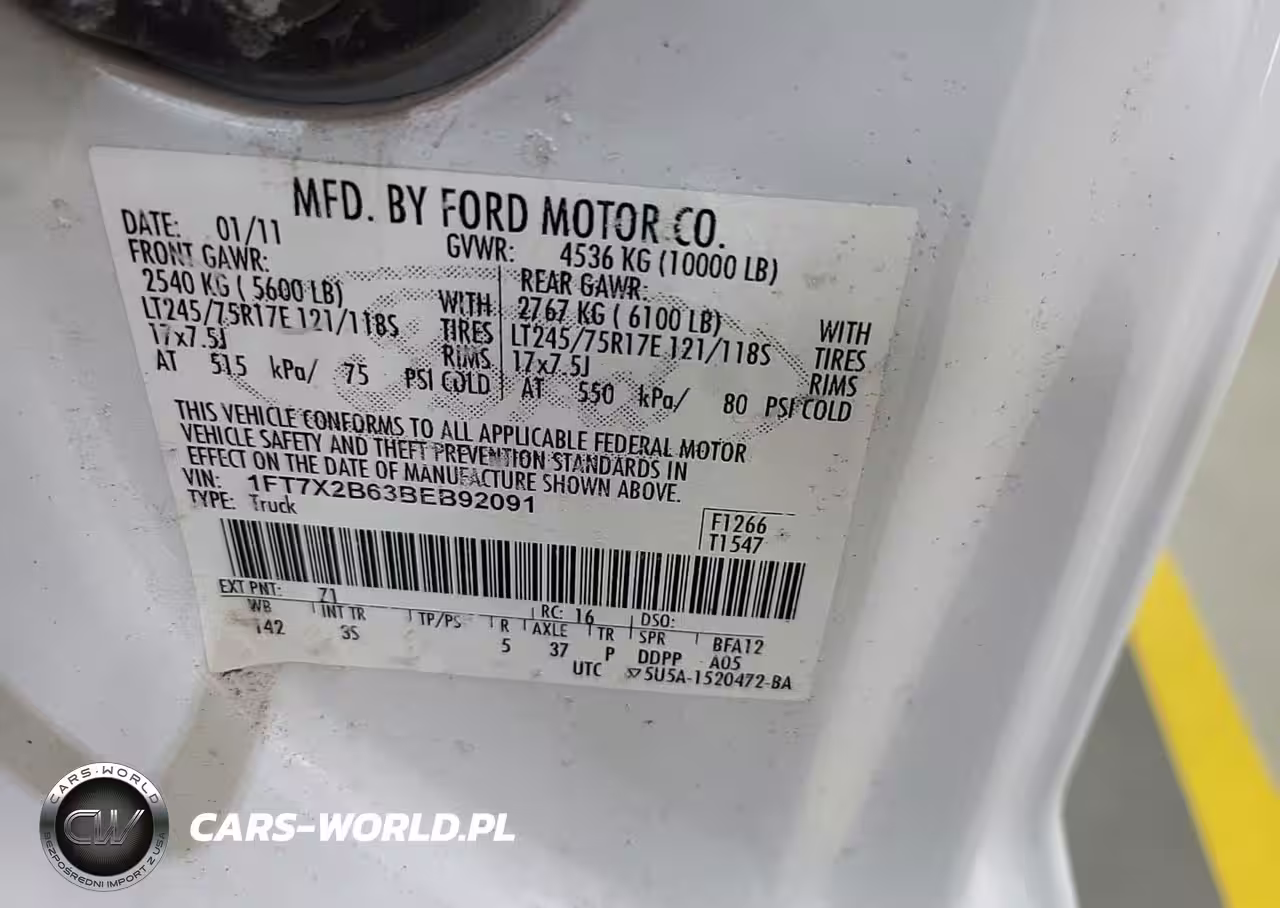 MFD. BY FORD MOTOR CO.
DATE: 01/11
GVWR: 4536 KG (10000 LB)
FRONT GAWR:
2540 KG ( 5600 LB)
WITH
LT245/75R17E 121/118S
TIRES
17x7.5J
RIMS
AT 515 kPa/ 75 PSI COLD
REAR GAWR:
2767 KG ( 6100 LB)
WITH
LT245/75R17E 121/118S
TIRES
17x7.5J
RIMS
AT 550 kPa/ 80 PSI COLD
THIS VEHICLE CONFORMS TO ALL APPLICABLE FEDERAL MOTOR
VEHICLE SAFETY AND THEFT PREVENTION STANDARDS IN
EFFECT ON THE DATE OF MANUFACTURE SHOWN ABOVE.
VIN: 1FT7X2B63BEB92091
TYPE: Truck
F1266
T1547
EXT PNT: Z1
RC: 16
DSO:
WB
INT TR
TP/PS
R
AXLE
TR
SPR
BFA12
142
3S
5
37
P
DDPP
A05
UTC
5U5A-1520472-BA
CARS-WORLD
CW
BEZPOŚREDNI IMPORT Z USA
CARS-WORLD.PL